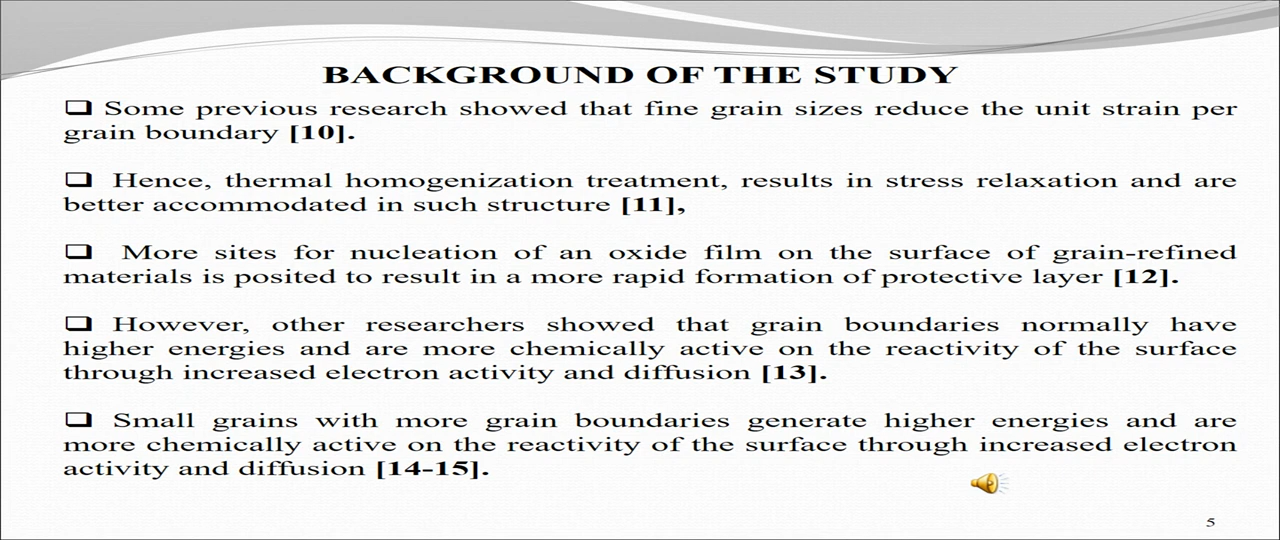 BACKGROUND OF THE STUDY
❑ Some previous research showed that fine grain sizes reduce the unit strain per
grain boundary [10].
❑ Hence, thermal homogenization treatment, results in stress relaxation and are
better accommodated in such structure [11],
❑ More sites for nucleation of an oxide film on the surface of grain-refined
materials is posited to result in a more rapid formation of protective layer [12].
❑ However, other researchers showed that grain boundaries normally have
higher energies and are more chemically active on the reactivity of the surface
through increased electron activity and diffusion [13].
❑ Small grains with more grain boundaries generate higher energies and are
more chemically active on the reactivity of the surface through increased electron
activity and diffusion [14-15].
5